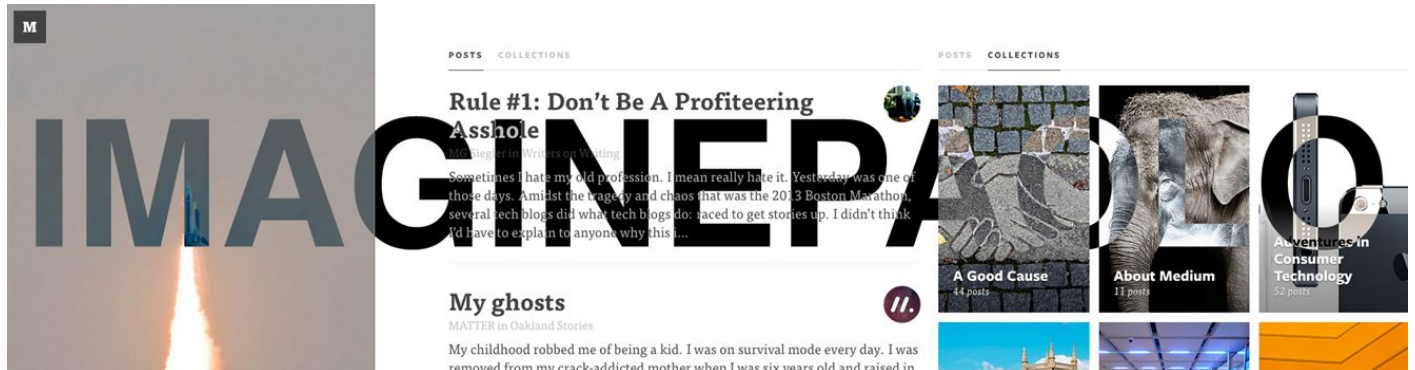 M
IMAGINEPAOLO
POSTS COLLECTIONS
Rule #1: Don’t Be A Profiteering
Asshole
MG Siegler in Writers on Writing
Sometimes I hate my old profession. I mean really hate it. Yesterday was one of
those days. Amidst the tragedy and chaos that was the 2013 Boston Marathon,
several tech blogs did what tech blogs do: raced to get stories up. I didn’t think
I’d have to explain to anyone why this i...
My ghosts
MATTER in Oakland Stories
My childhood robbed me of being a kid. I was on survival mode every day. I was
removed from my crack-addicted mother when I was six years old and raised in
POSTS COLLECTIONS
A Good Cause
44 posts
About Medium
11 posts
Adventures in
Consumer
Technology
52 posts